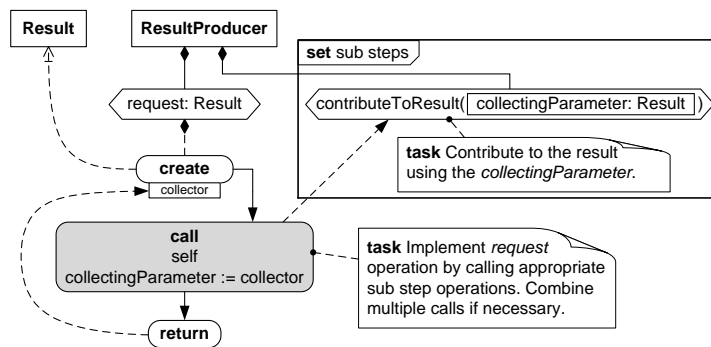 Result
ResultProducer
set sub steps
request: Result
contributeToResult( collectingParameter: Result )
task Contribute to the result
using the collectingParameter.
create
collector
call
self
collectingParameter := collector
task Implement request
operation by calling appropriate
sub step operations. Combine
multiple calls if necessary.
return